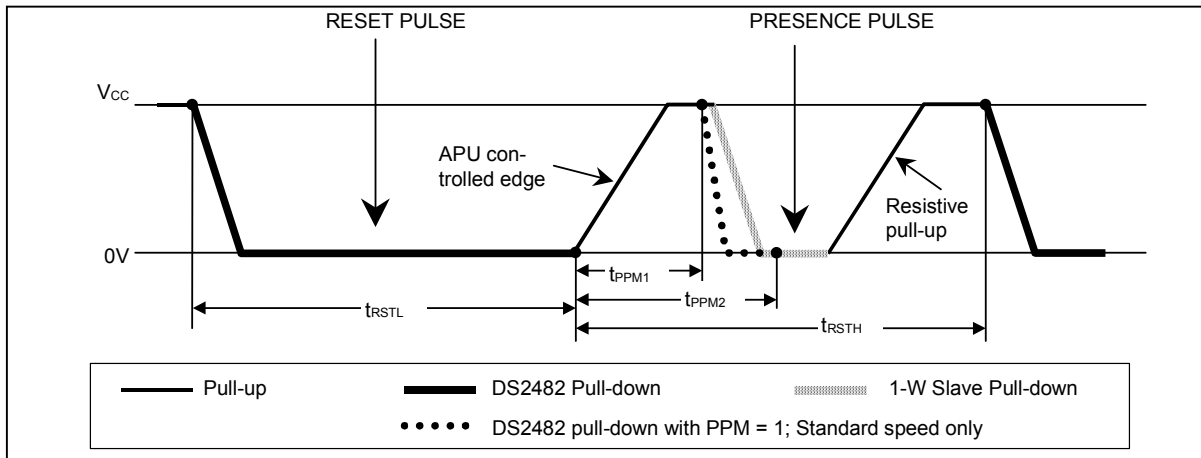 RESET PULSE
PRESENCE PULSE
VCC
APU con-
trolled edge
Resistive
pull-up
0V
tPPM1
tPPM2
tRSTL
tRSTH
Pull-up
DS2482 Pull-down
1-W Slave Pull-down
DS2482 pull-down with PPM = 1; Standard speed only